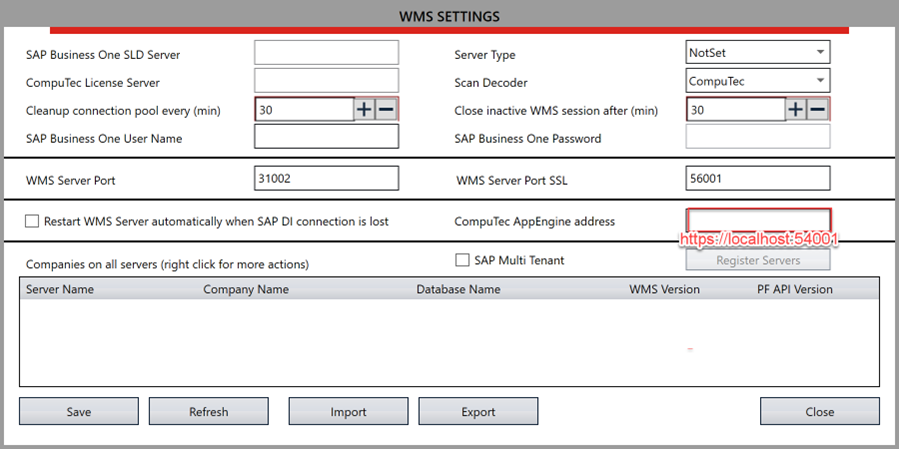 WMS SETTINGS
SAP Business One SLD Server
Server Type NotSet
CompuTec License Server
Scan Decoder CompuTec
Cleanup connection pool every (min) 30 + −
Close inactive WMS session after (min) 30 + −
SAP Business One User Name
SAP Business One Password
WMS Server Port 31002
WMS Server Port SSL 56001
Restart WMS Server automatically when SAP DI connection is lost
CompuTec AppEngine address
https://localhost:54001
Companies on all servers (right click for more actions)
SAP Multi Tenant
Register Servers
Server Name Company Name Database Name WMS Version PF API Version
Save Refresh Import Export Close